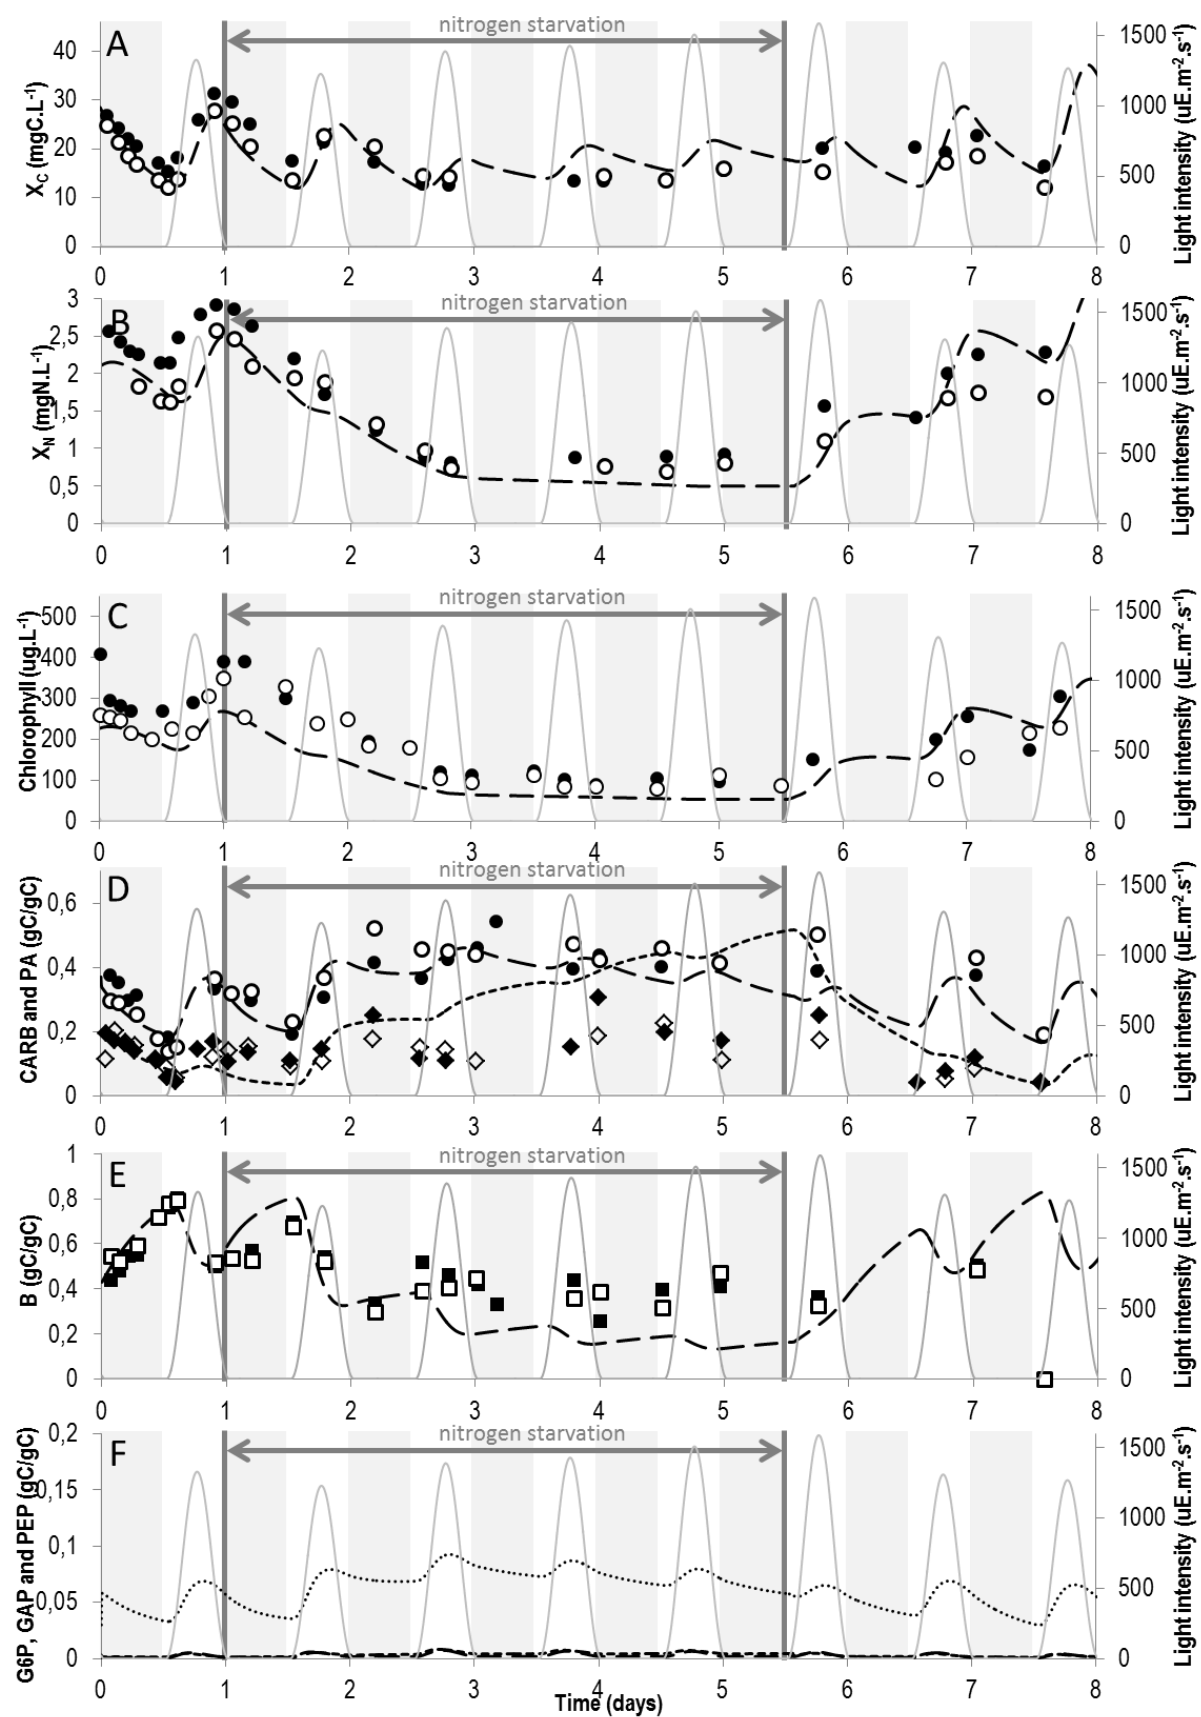 A
nitrogen starvation
X_C (mgC.L⁻¹)
40
30
20
10
0
1500
1000
500
0
Light intensity (uE.m⁻².s⁻¹)
0 1 2 3 4 5 6 7 8
B
nitrogen starvation
X_N (mgN.L⁻¹)
3
2,5
2
1,5
1
0,5
0
1500
1000
500
0
Light intensity (uE.m⁻².s⁻¹)
0 1 2 3 4 5 6 7 8
C
nitrogen starvation
Chlorophyll (ug.L⁻¹)
500
400
300
200
100
0
1500
1000
500
0
Light intensity (uE.m⁻².s⁻¹)
0 1 2 3 4 5 6 7 8
D
nitrogen starvation
CARB and PA (gC/gC)
0,6
0,4
0,2
0
1500
1000
500
0
Light intensity (uE.m⁻².s⁻¹)
0 1 2 3 4 5 6 7 8
E
nitrogen starvation
B (gC/gC)
1
0,8
0,6
0,4
0,2
0
1500
1000
500
0
Light intensity (uE.m⁻².s⁻¹)
0 1 2 3 4 5 6 7 8
F
nitrogen starvation
G6P, GAP and PEP (gC/gC)
0,2
0,15
0,1
0,05
0
1500
1000
500
0
Light intensity (uE.m⁻².s⁻¹)
0 1 2 3 4 5 6 7 8
Time (days)